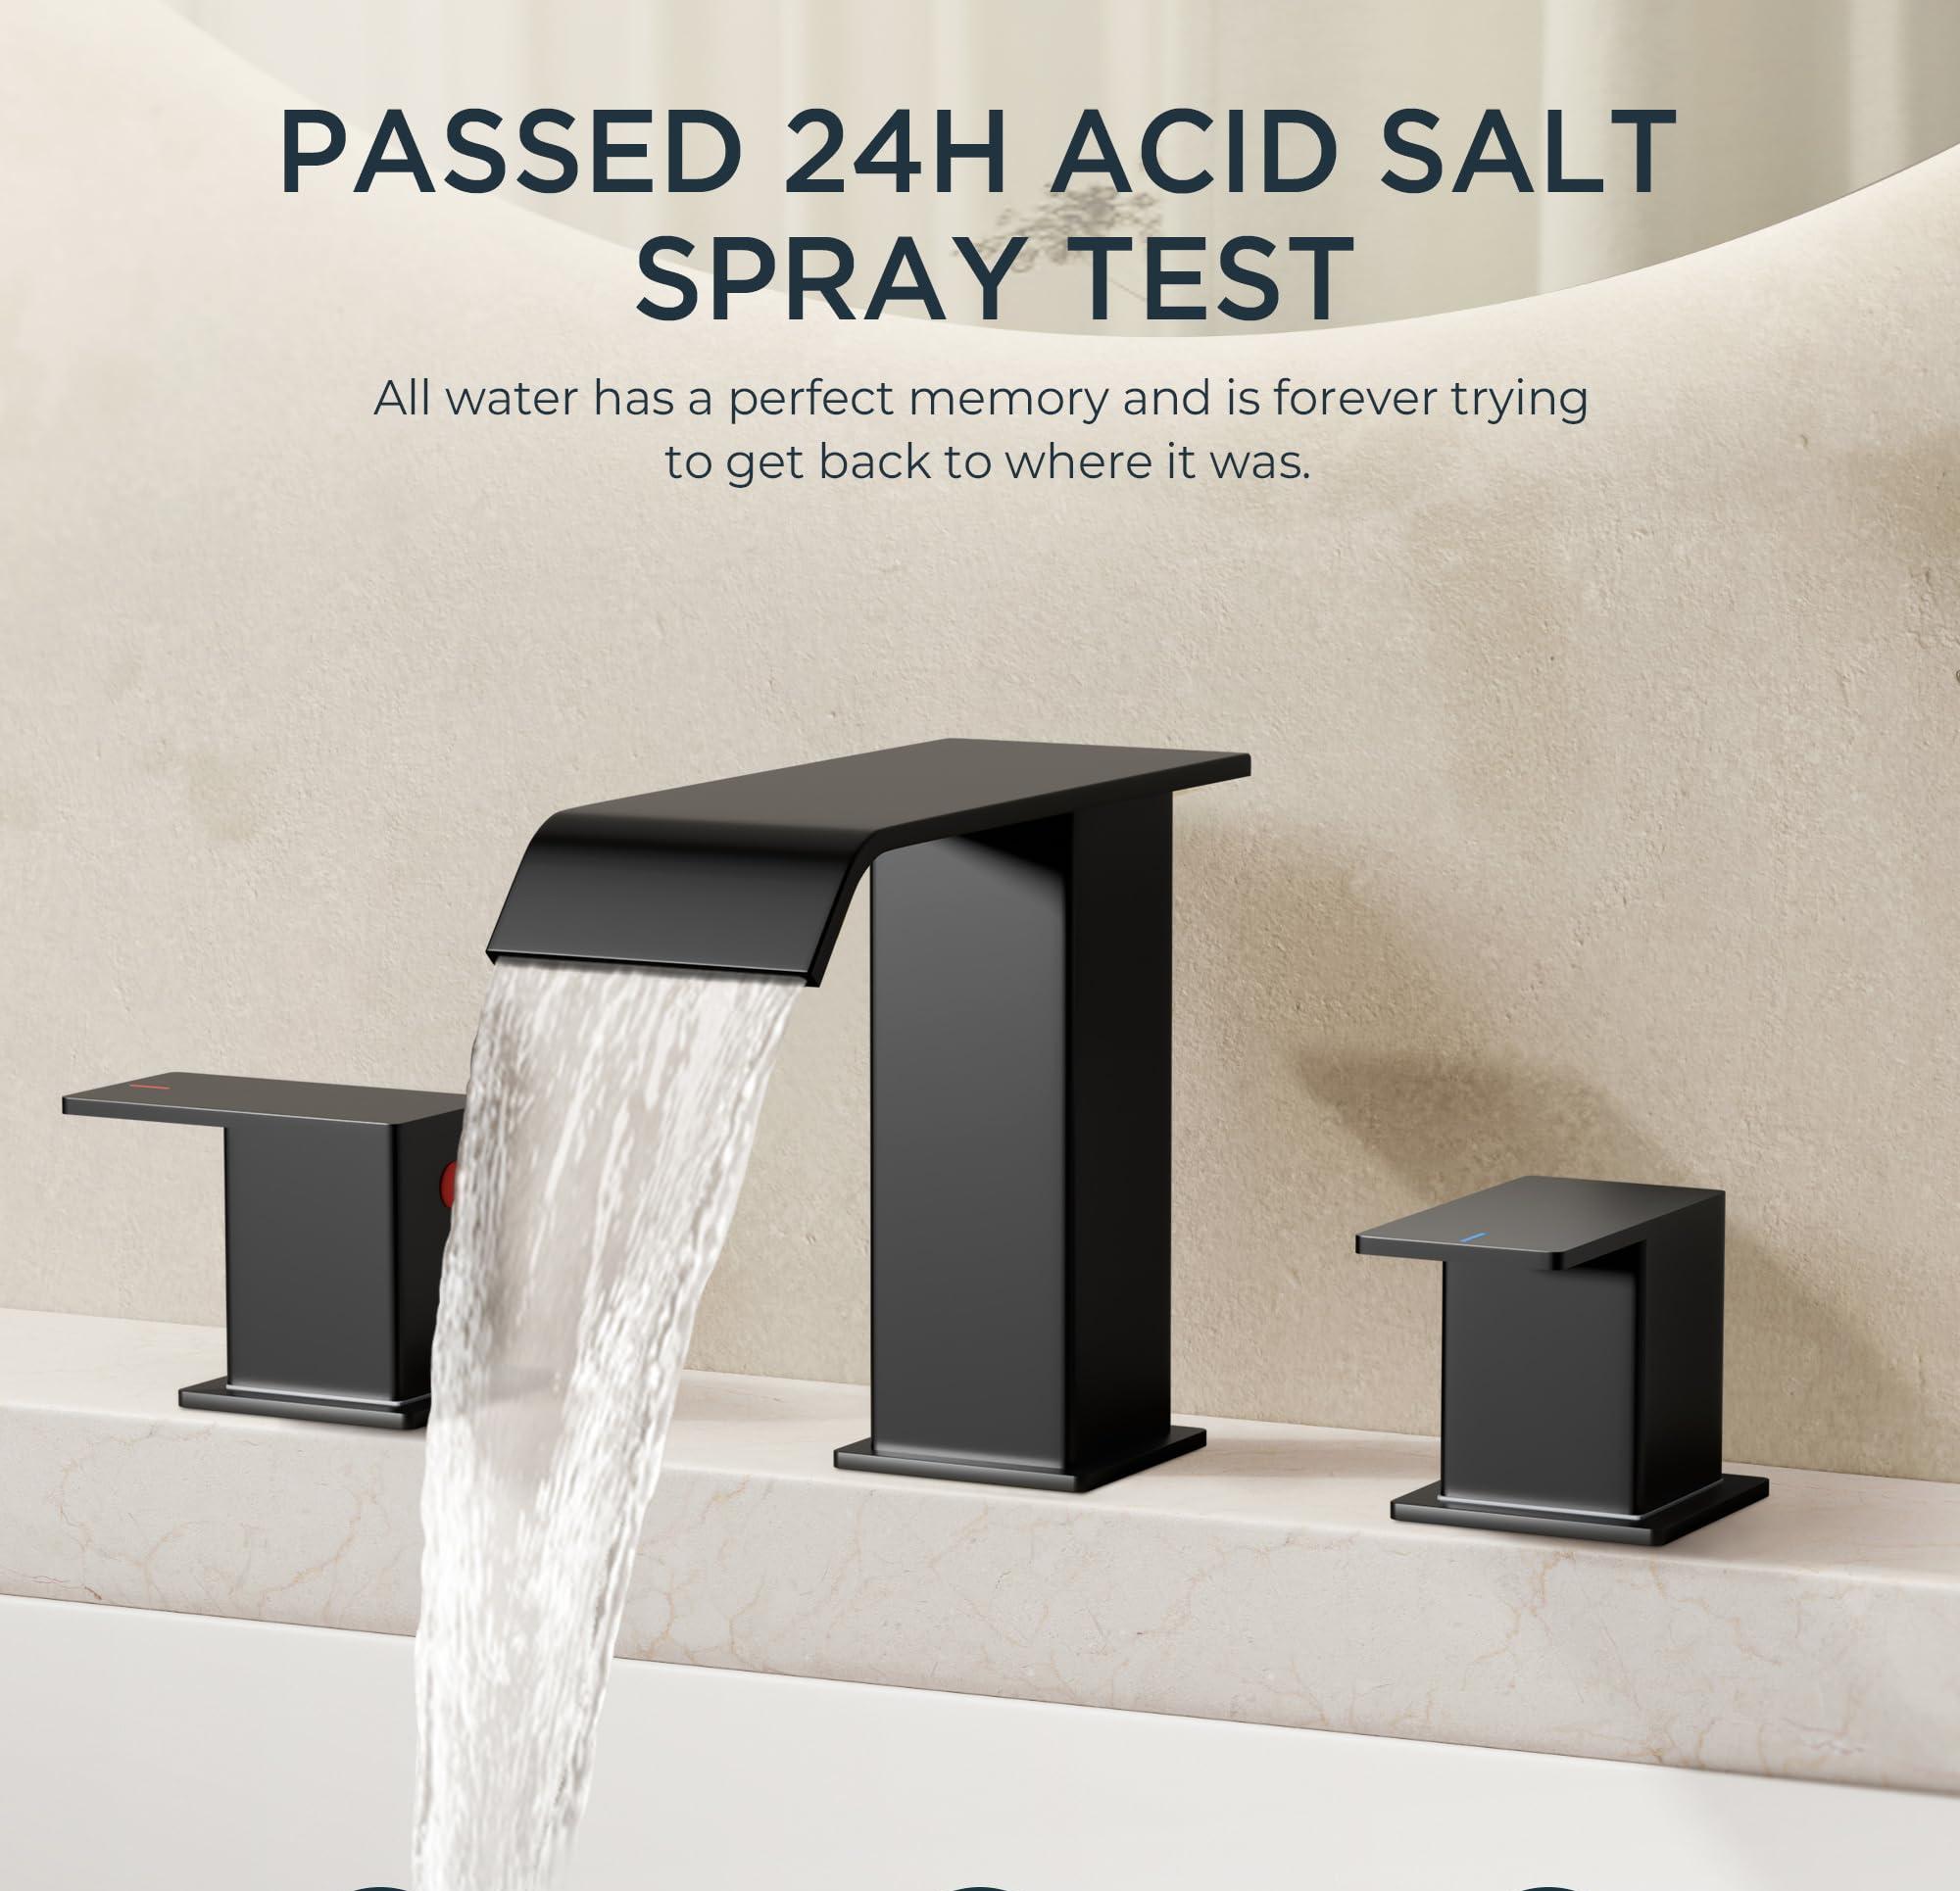 PASSED 24H ACID SALT
SPRAY TEST
All water has a perfect memory and is forever trying
to get back to where it was.